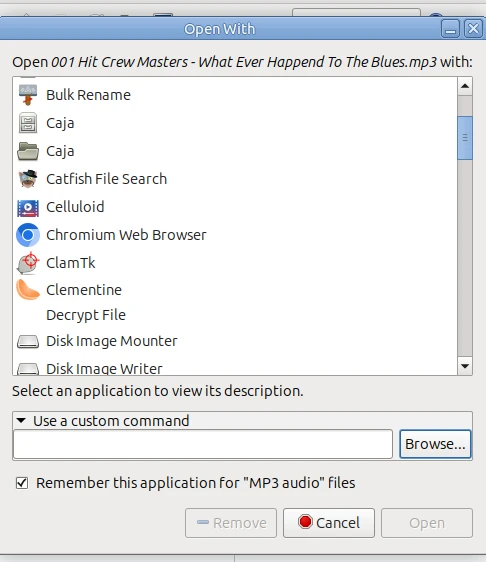 Open With
Open 001 Hit Crew Masters - What Ever Happend To The Blues.mp3 with:
Bulk Rename
Caja
Caja
Catfish File Search
Celluloid
Chromium Web Browser
ClamTk
Clementine
Decrypt File
Disk Image Mounter
Disk Image Writer
Select an application to view its description.
Use a custom command
Browse...
Remember this application for "MP3 audio" files
Remove Cancel Open